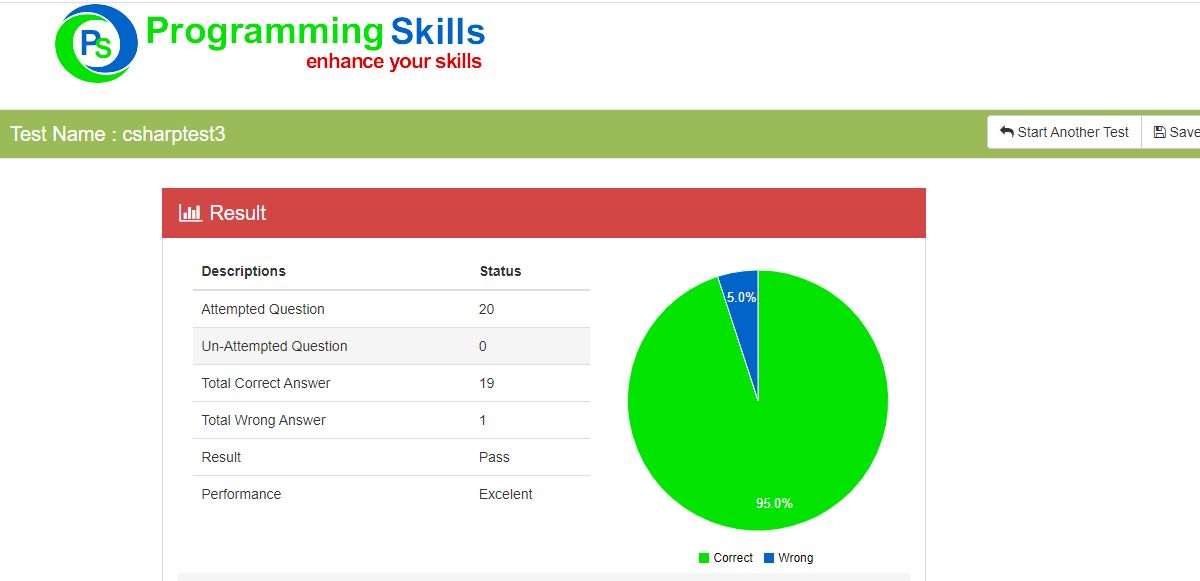 PS
Programming Skills
enhance your skills
Test Name : csharptest3
Start Another Test
Save
Result
Descriptions Status
Attempted Question 20
Un-Attempted Question 0
Total Correct Answer 19
Total Wrong Answer 1
Result Pass
Performance Excelent
5.0%
95.0%
Correct Wrong